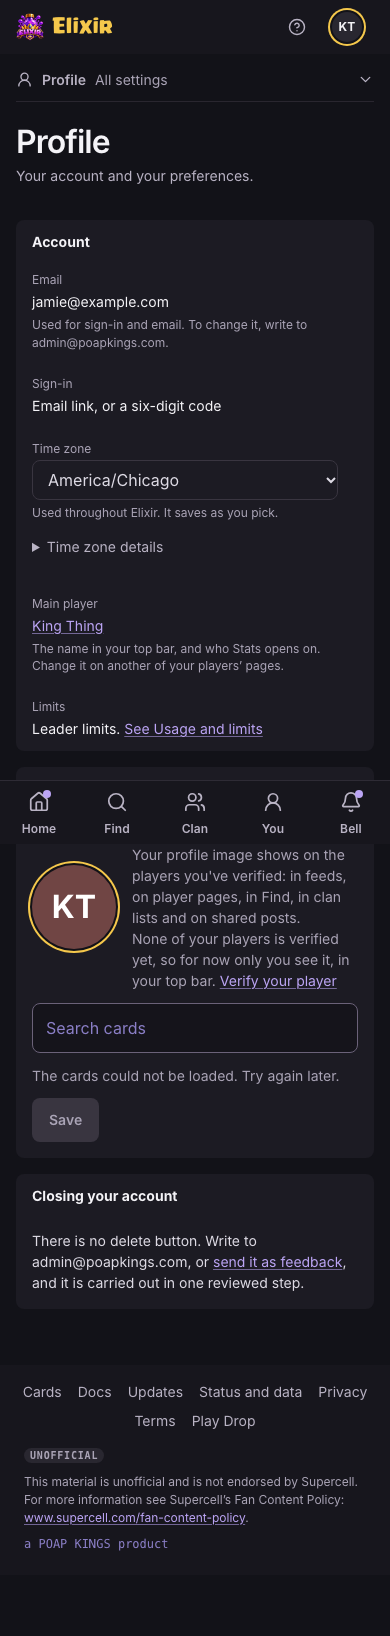 Elixir
KT
Profile All settings
Profile
Your account and your preferences.
Account
Email
jamie@example.com
Used for sign-in and email. To change it, write to
admin@poapkings.com.
Sign-in
Email link, or a six-digit code
Time zone
America/Chicago
Used throughout Elixir. It saves as you pick.
Time zone details
Main player
King Thing
The name in your top bar, and who Stats opens on.
Change it on another of your players’ pages.
Limits
Leader limits. See Usage and limits
Home
Find
Clan
You
Bell
KT
Your profile image shows on the
players you've verified: in feeds,
on player pages, in Find, in clan
lists and on shared posts.
None of your players is verified
yet, so for now only you see it, in
your top bar. Verify your player
Search cards
The cards could not be loaded. Try again later.
Save
Closing your account
There is no delete button. Write to
admin@poapkings.com, or send it as feedback,
and it is carried out in one reviewed step.
Cards Docs Updates Status and data Privacy
Terms Play Drop
UNOFFICIAL
This material is unofficial and is not endorsed by Supercell.
For more information see Supercell’s Fan Content Policy:
www.supercell.com/fan-content-policy.
a POAP KINGS product